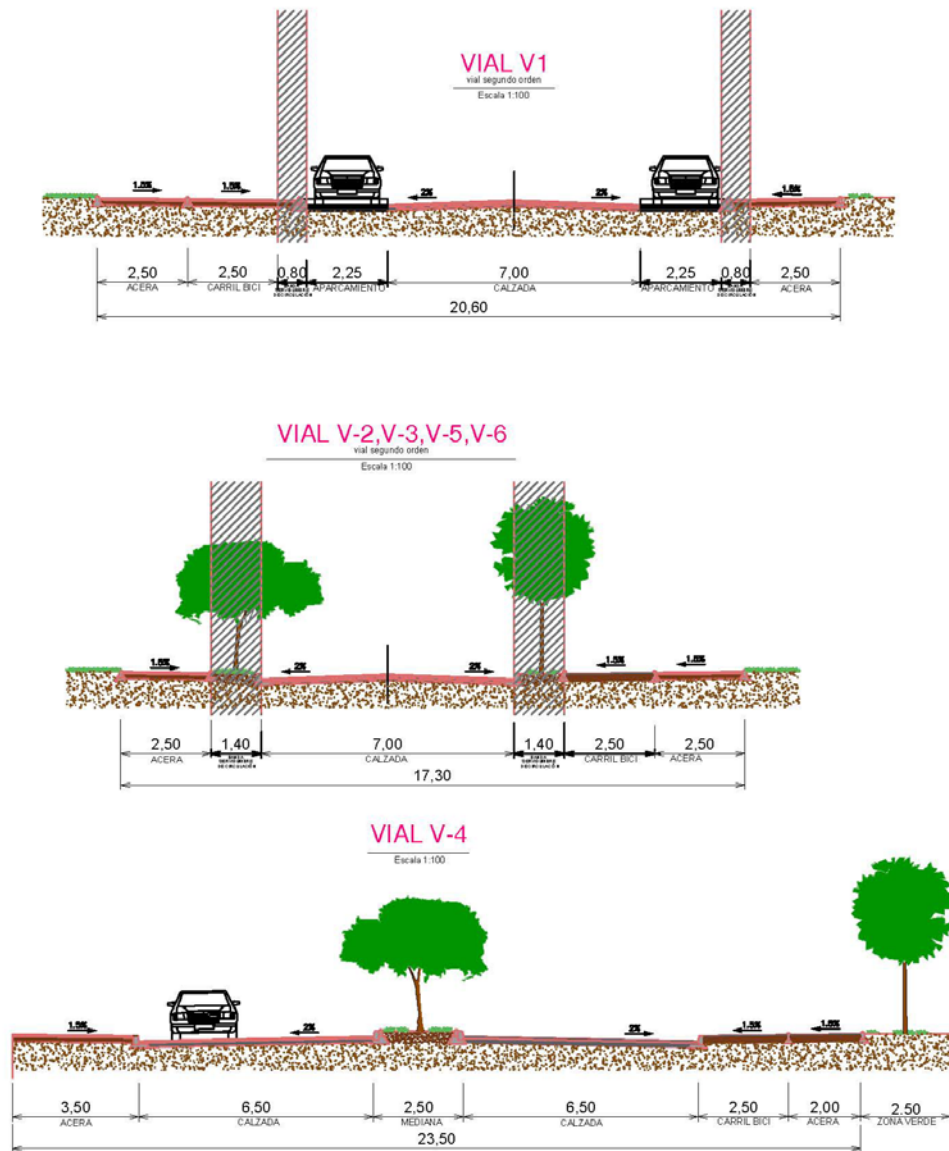 VIAL V1
vial segundo orden
Escala 1:100
1.5% 1.5% 2% 2% 1.5%
2,50 2,50 0,80 2,25 7,00 2,25 0,80 2,50
ACERA CARRIL BICI APARCAMIENTO CALZADA APARCAMIENTO ACERA
20,60
VIAL V-2,V-3,V-5,V-6
vial segundo orden
Escala 1:100
1.5% 2% 2% 1.5% 1.5%
2,50 1,40 7,00 1,40 2,50 2,50
ACERA CALZADA CARRIL BICI ACERA
17,30
VIAL V-4
Escala 1:100
1.5% 2% 2% 1.5% 1.5%
3,50 6,50 2,50 6,50 2,50 2,00 2.50
ACERA CALZADA MEDIANA CALZADA CARRIL BICI ACERA ZONA VERDE
23,50